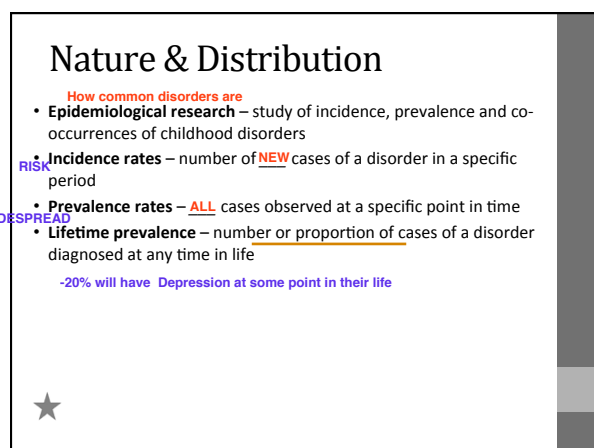 Nature & Distribution
How common disorders are
• Epidemiological research – study of incidence, prevalence and co-
occurrences of childhood disorders
• Incidence rates – number of NEW cases of a disorder in a specific
RISK
period
• Prevalence rates – ALL cases observed at a specific point in time
DESPREAD
• Lifetime prevalence – number or proportion of cases of a disorder
diagnosed at any time in life
-20% will have Depression at some point in their life